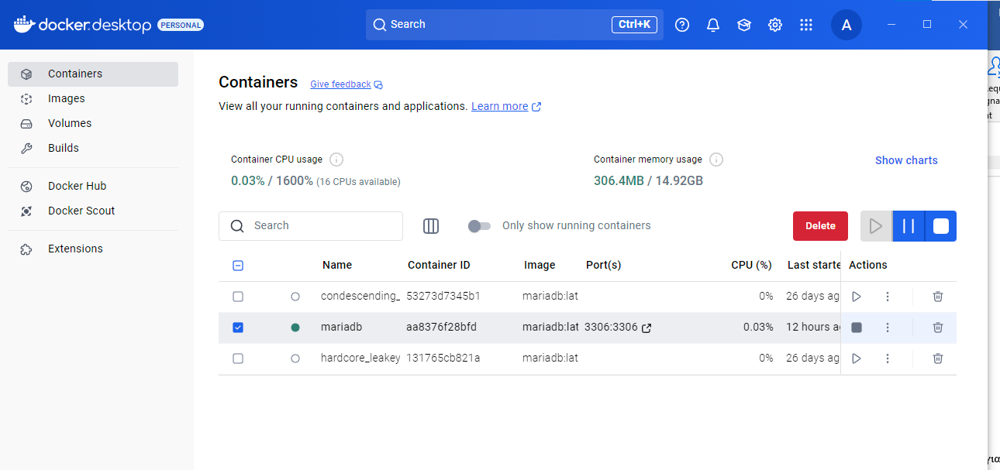 docker.desktop PERSONAL Search Ctrl+K A
Containers
Images
Volumes
Builds
Docker Hub
Docker Scout
Extensions
Containers Give feedback
View all your running containers and applications. Learn more
Container CPU usage
0.03% / 1600% (16 CPUs available)
Container memory usage
306.4MB / 14.92GB
Show charts
Search Only show running containers Delete
Name Container ID Image Port(s) CPU (%) Last starte Actions
condescending_ 53273d7345b1 mariadb:lat 0% 26 days ag
mariadb aa8376f28bfd mariadb:lat 3306:3306 0.03% 12 hours a
hardcore_leakey 131765cb821a mariadb:lat 0% 26 days ag